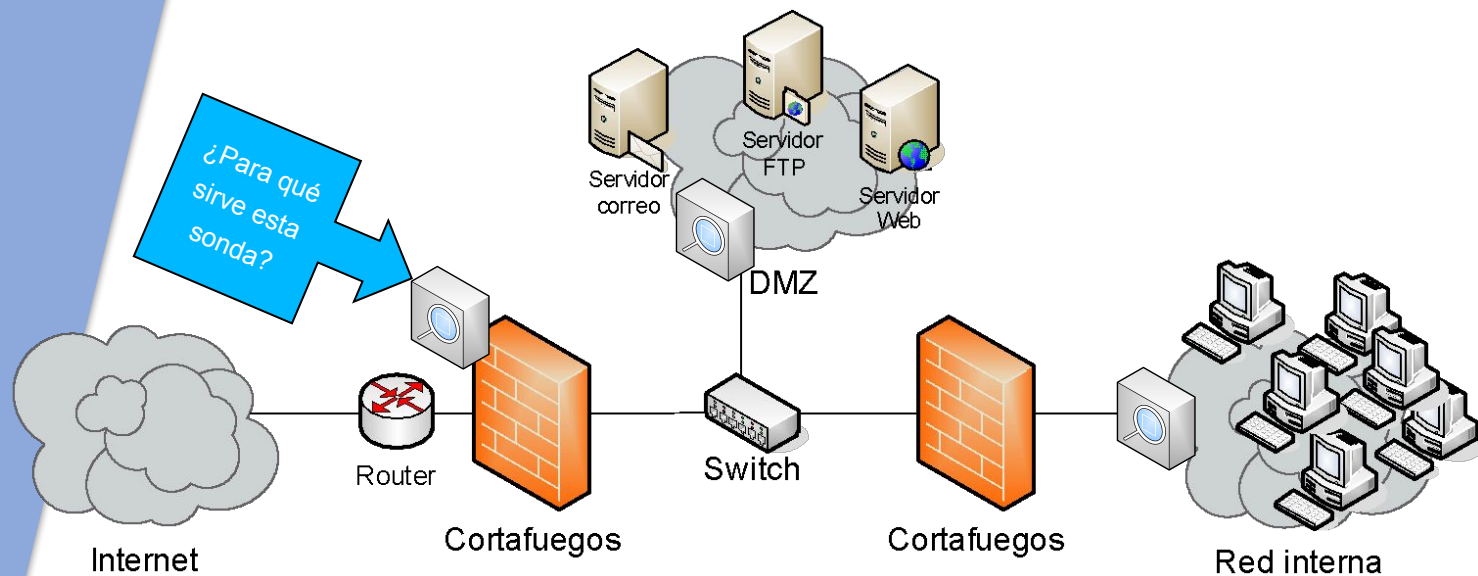 ¿Para qué
sirve esta
sonda?
Servidor
correo
Servidor
FTP
Servidor
Web
DMZ
Router
Switch
Cortafuegos
Cortafuegos
Internet
Red interna